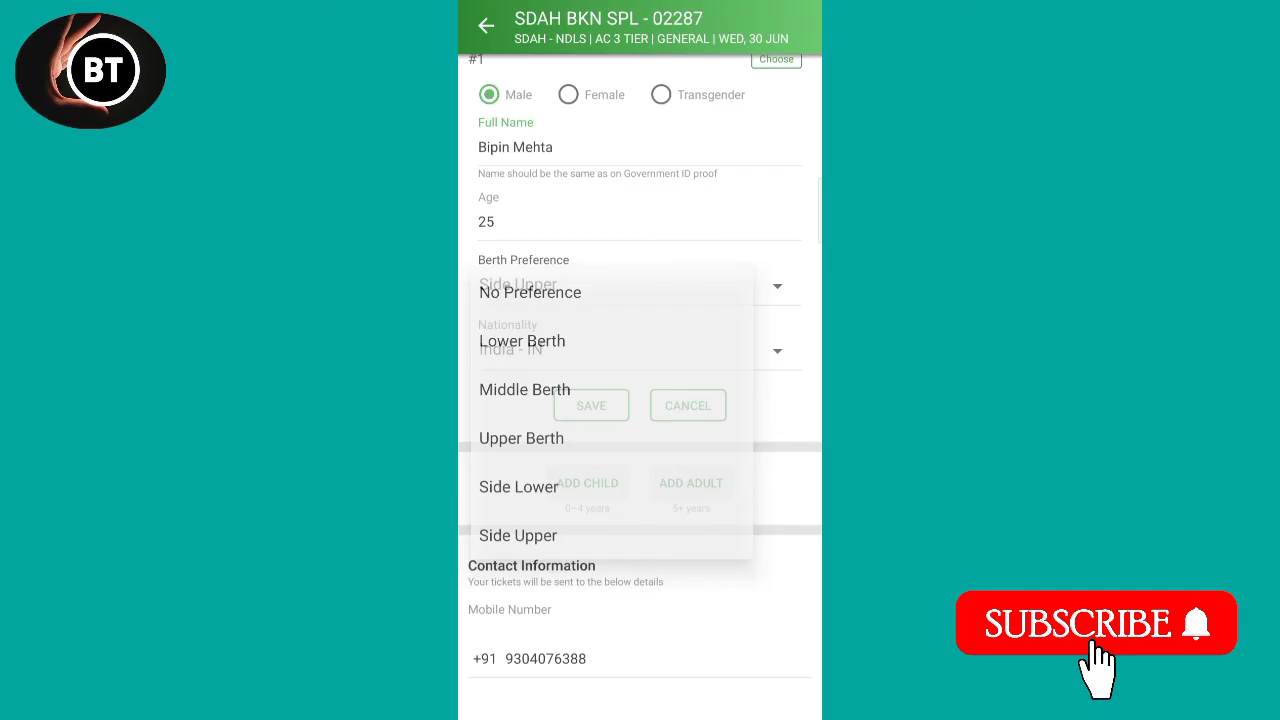 BT
SDAH BKN SPL - 02287
SDAH - NDLS | AC 3 TIER | GENERAL | WED, 30 JUN
#1
Choose
Male Female Transgender
Full Name
Bipin Mehta
Name should be the same as on Government ID proof
Age
25
Berth Preference
Side Upper
No Preference
Nationality
Lower Berth
India - IN
Middle Berth
SAVE CANCEL
Upper Berth
ADD CHILD ADD ADULT
Side Lower
0–4 years 5+ years
Side Upper
Contact Information
Your tickets will be sent to the below details
Mobile Number
+91 9304076388
SUBSCRIBE